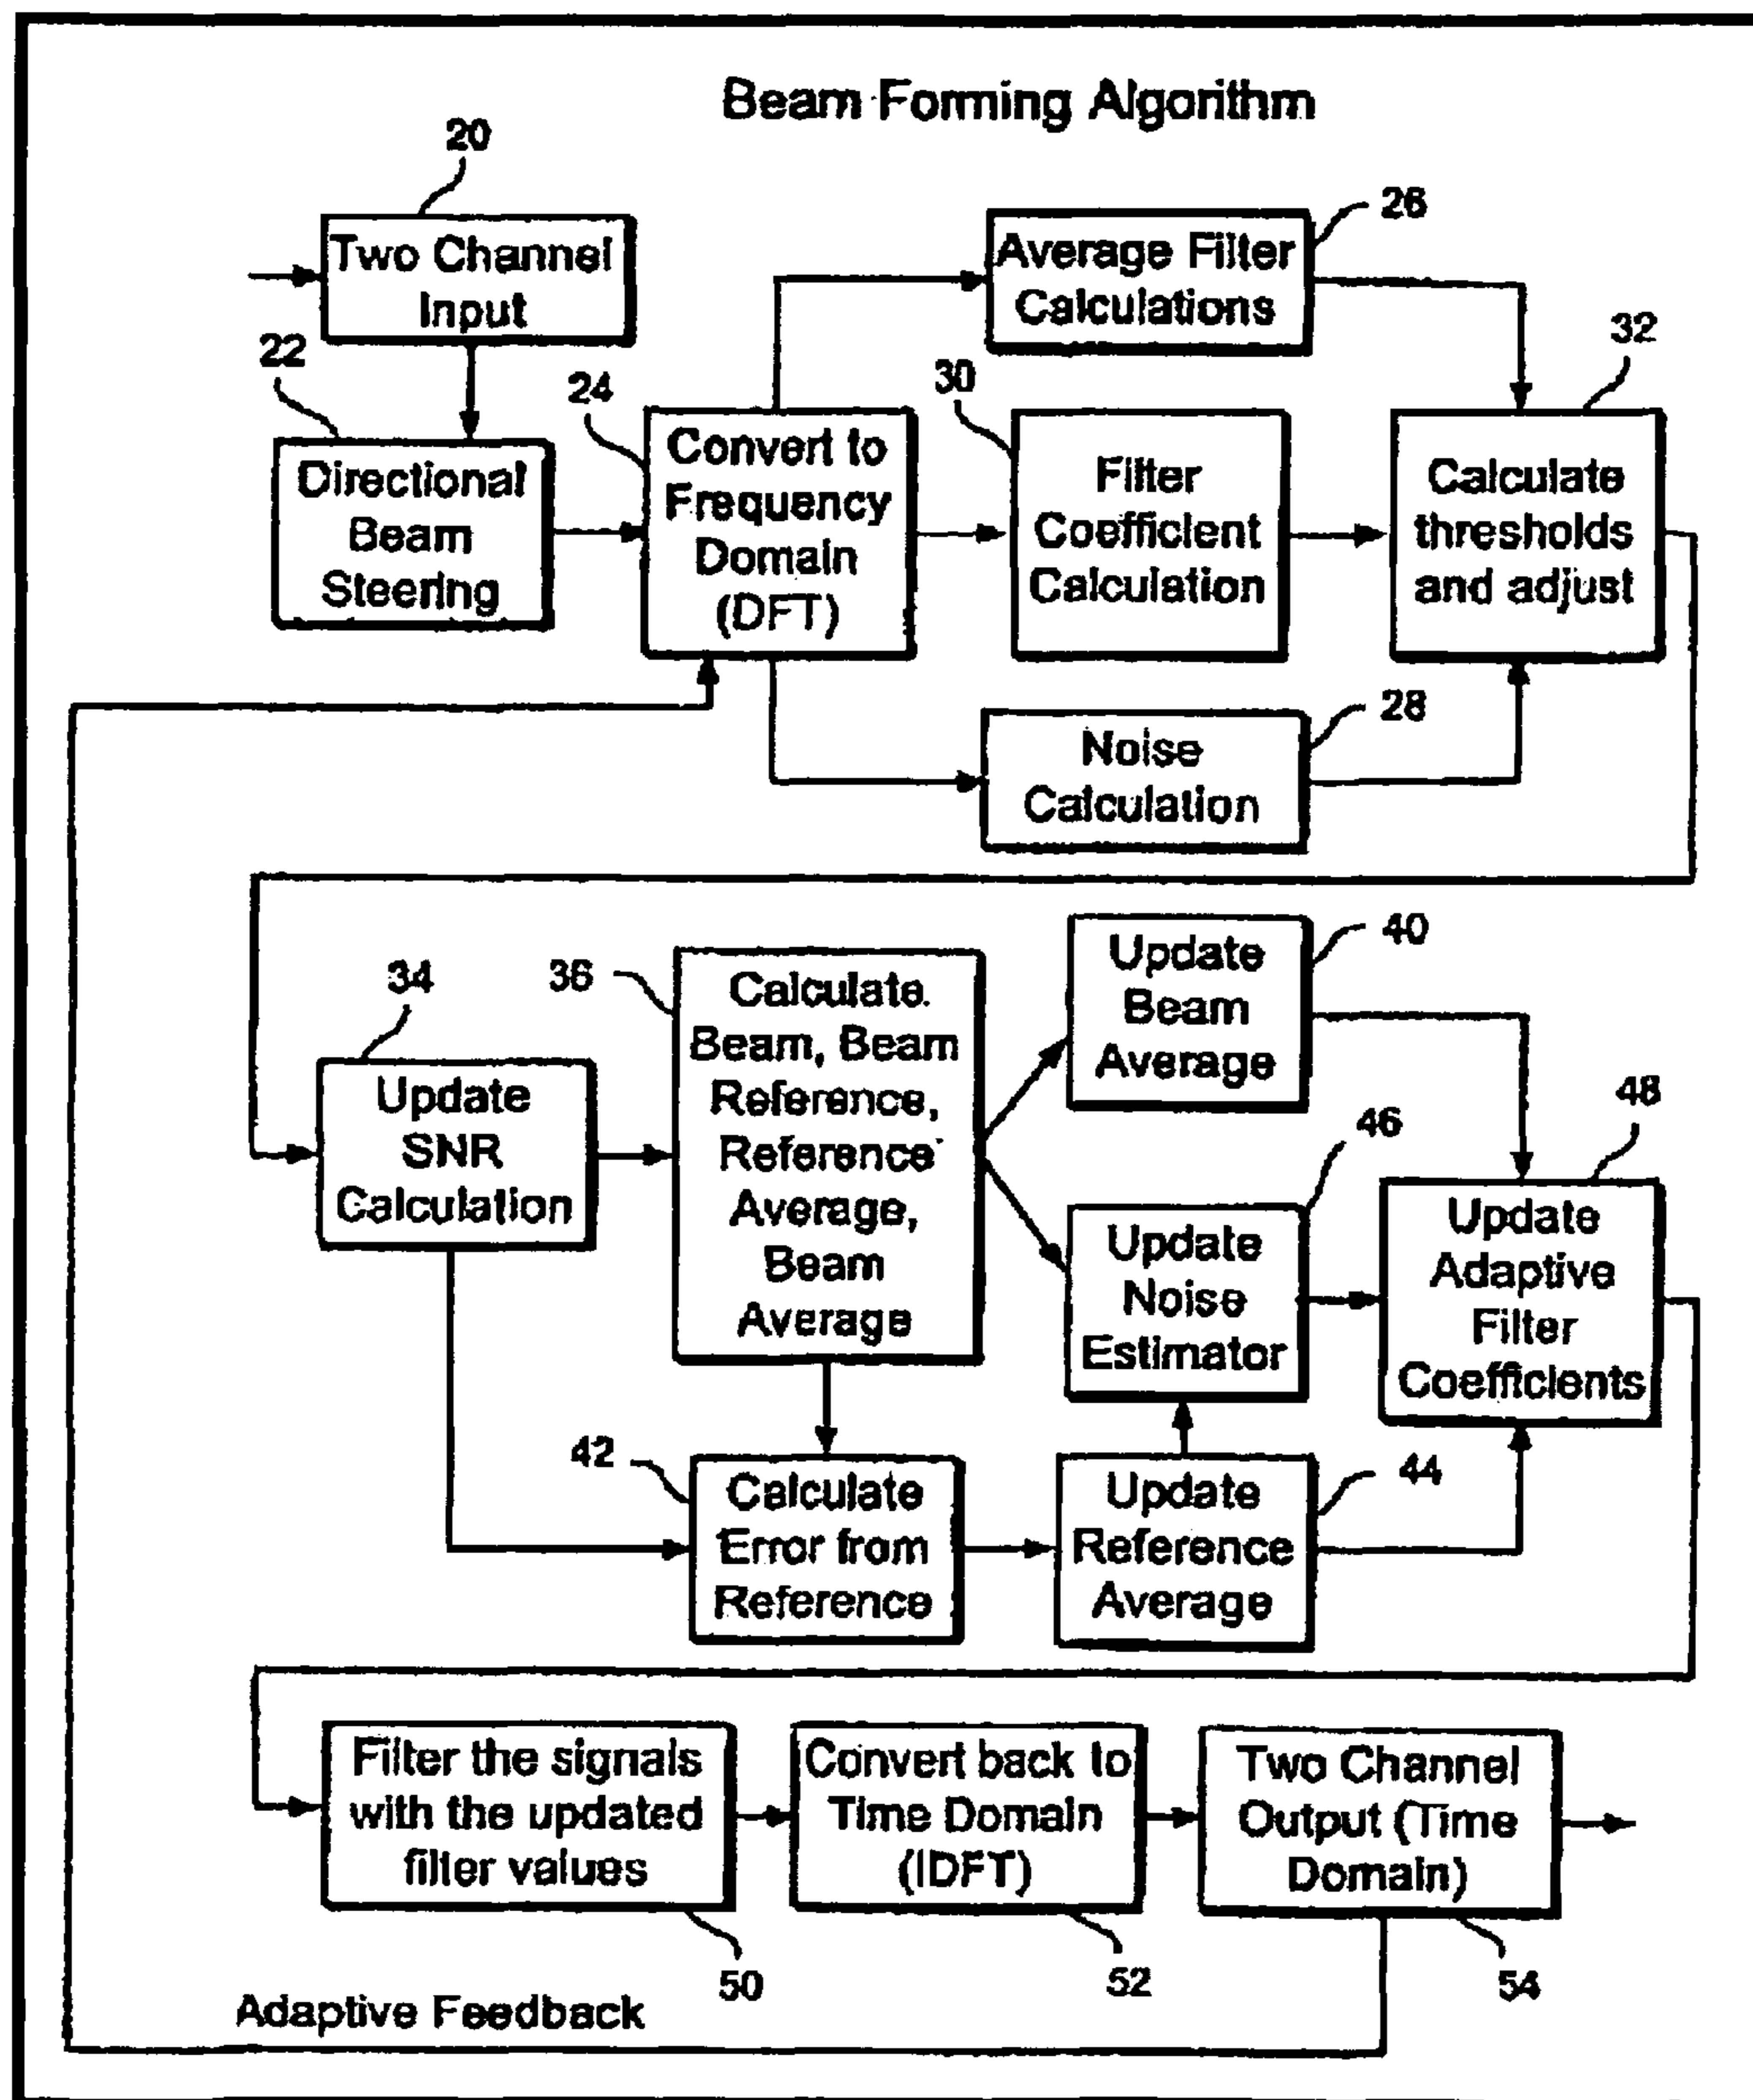 Beam Forming Algorithm
20
Two Channel
Input
22
Directional
Beam
Steering
24
Convert to
Frequency
Domain
(DFT)
26
Average Filter
Calculations
30
Filter
Coefficient
Calculation
32
Calculate
thresholds
and adjust
28
Noise
Calculation
34
Update
SNR
Calculation
36
Calculate
Beam, Beam
Reference,
Reference
Average,
Beam
Average
40
Update
Beam
Average
46
Update
Noise
Estimator
48
Update
Adaptive
Filter
Coefficients
42
Calculate
Error from
Reference
44
Update
Reference
Average
Filter the signals
with the updated
filter values
50
Convert back to
Time Domain
(IDFT)
52
Two Channel
Output (Time
Domain)
54
Adaptive Feedback